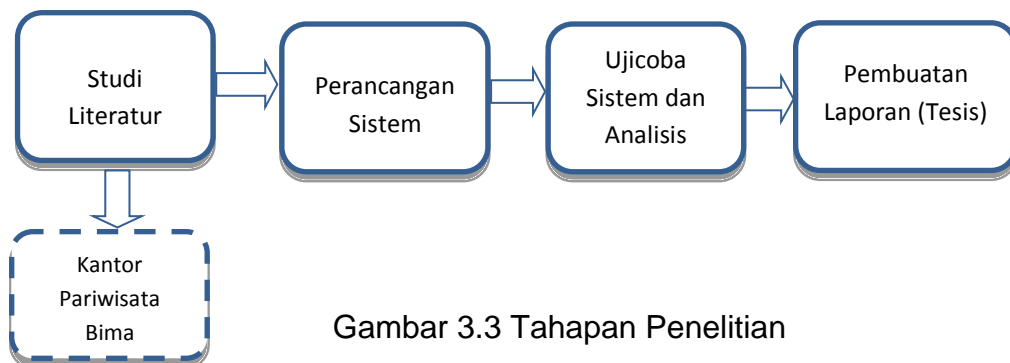 Studi
Literatur
Perancangan
Sistem
Ujicoba
Sistem dan
Analisis
Pembuatan
Laporan (Tesis)
Kantor
Pariwisata
Bima
Gambar 3.3 Tahapan Penelitian